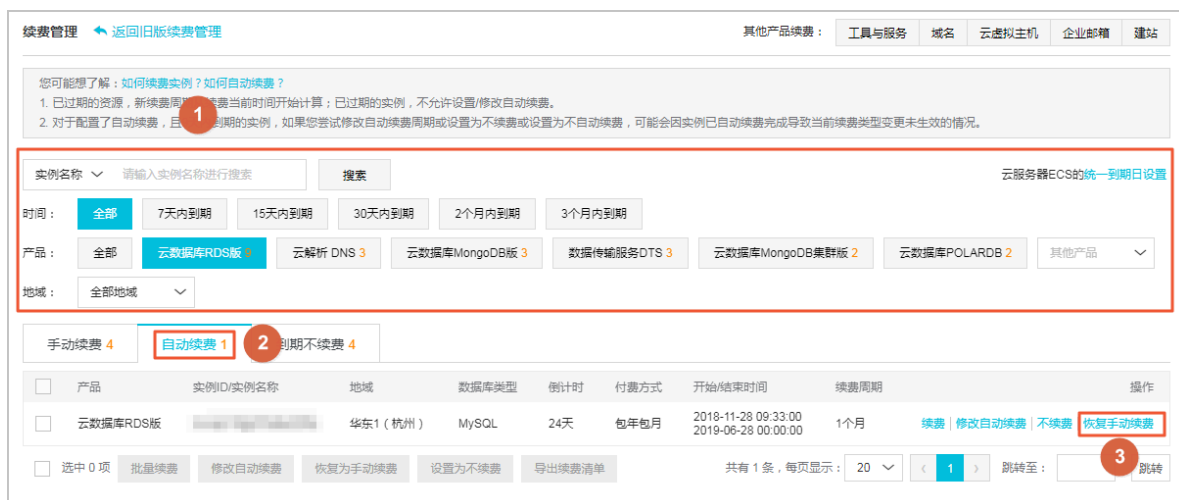 续费管理 返回旧版续费管理 其他产品续费： 工具与服务 域名 云虚拟主机 企业邮箱 建站
您可能想了解：如何续费实例？如何自动续费？
1. 已过期的资源，新续费周 续费当前时间开始计算；已过期的实例，不允许设置/修改自动续费。
1
2. 对于配置了自动续费，且 到期的实例，如果您尝试修改自动续费周期或设置为不续费或设置为不自动续费，可能会因实例已自动续费完成导致当前续费类型变更未生效的情况。
实例名称 请输入实例名称进行搜索 搜索 云服务器ECS的统一到期日设置
时间： 全部 7天内到期 15天内到期 30天内到期 2个月内到期 3个月内到期
产品： 全部 云数据库RDS版 9 云解析 DNS 3 云数据库MongoDB版 3 数据传输服务DTS 3 云数据库MongoDB集群版 2 云数据库POLARDB 2 其他产品
地域： 全部地域
手动续费 4 自动续费 1 2 到期不续费 4
产品 实例ID/实例名称 地域 数据库类型 倒计时 付费方式 开始/结束时间 续费周期 操作
云数据库RDS版 华东1（杭州） MySQL 24天 包年包月 2018-11-28 09:33:00 1个月 续费 | 修改自动续费 | 不续费 恢复手动续费
2019-06-28 00:00:00
3
选中 0 项 批量续费 修改自动续费 恢复为手动续费 设置为不续费 导出续费清单 共有 1 条，每页显示： 20 < 1 > 跳转至： 跳转